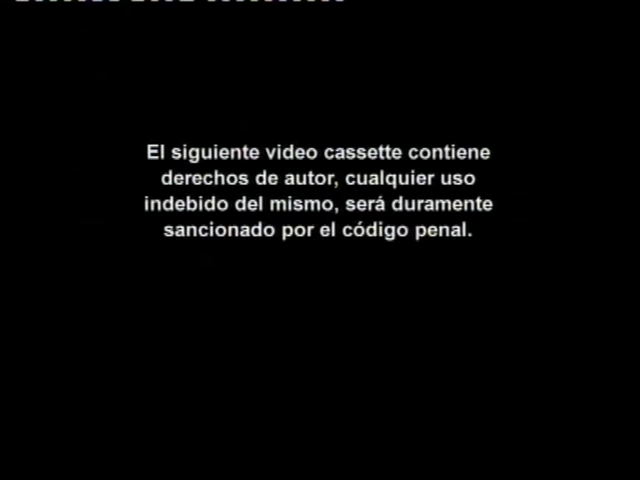 El siguiente video cassette contiene
derechos de autor, cualquier uso
indebido del mismo, será duramente
sancionado por el código penal.